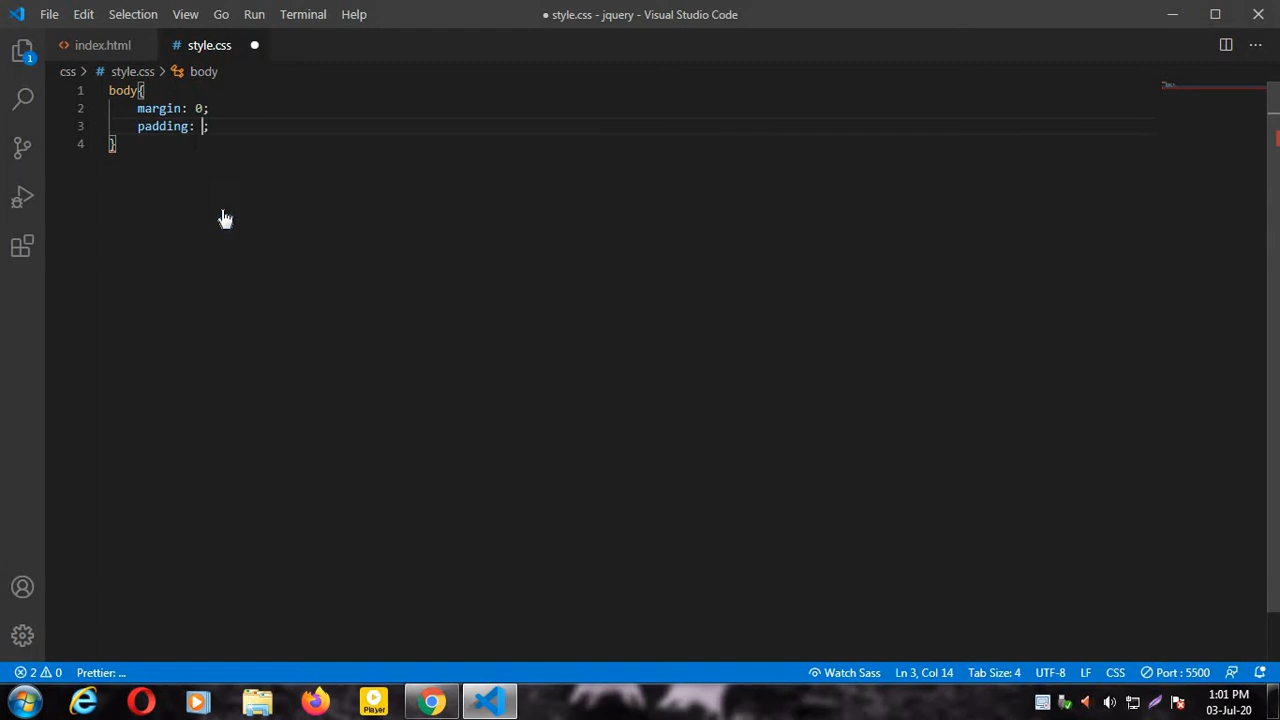 File Edit Selection View Go Run Terminal Help
● style.css - jquery - Visual Studio Code
index.html
# style.css
css > # style.css > body
1 body{
2 margin: 0;
3 padding: ;
4 }
1
2 0
Prettier: ...
Watch Sass
Ln 3, Col 14
Tab Size: 4
UTF-8
LF
CSS
Port : 5500
Player
1:01 PM
03-Jul-20